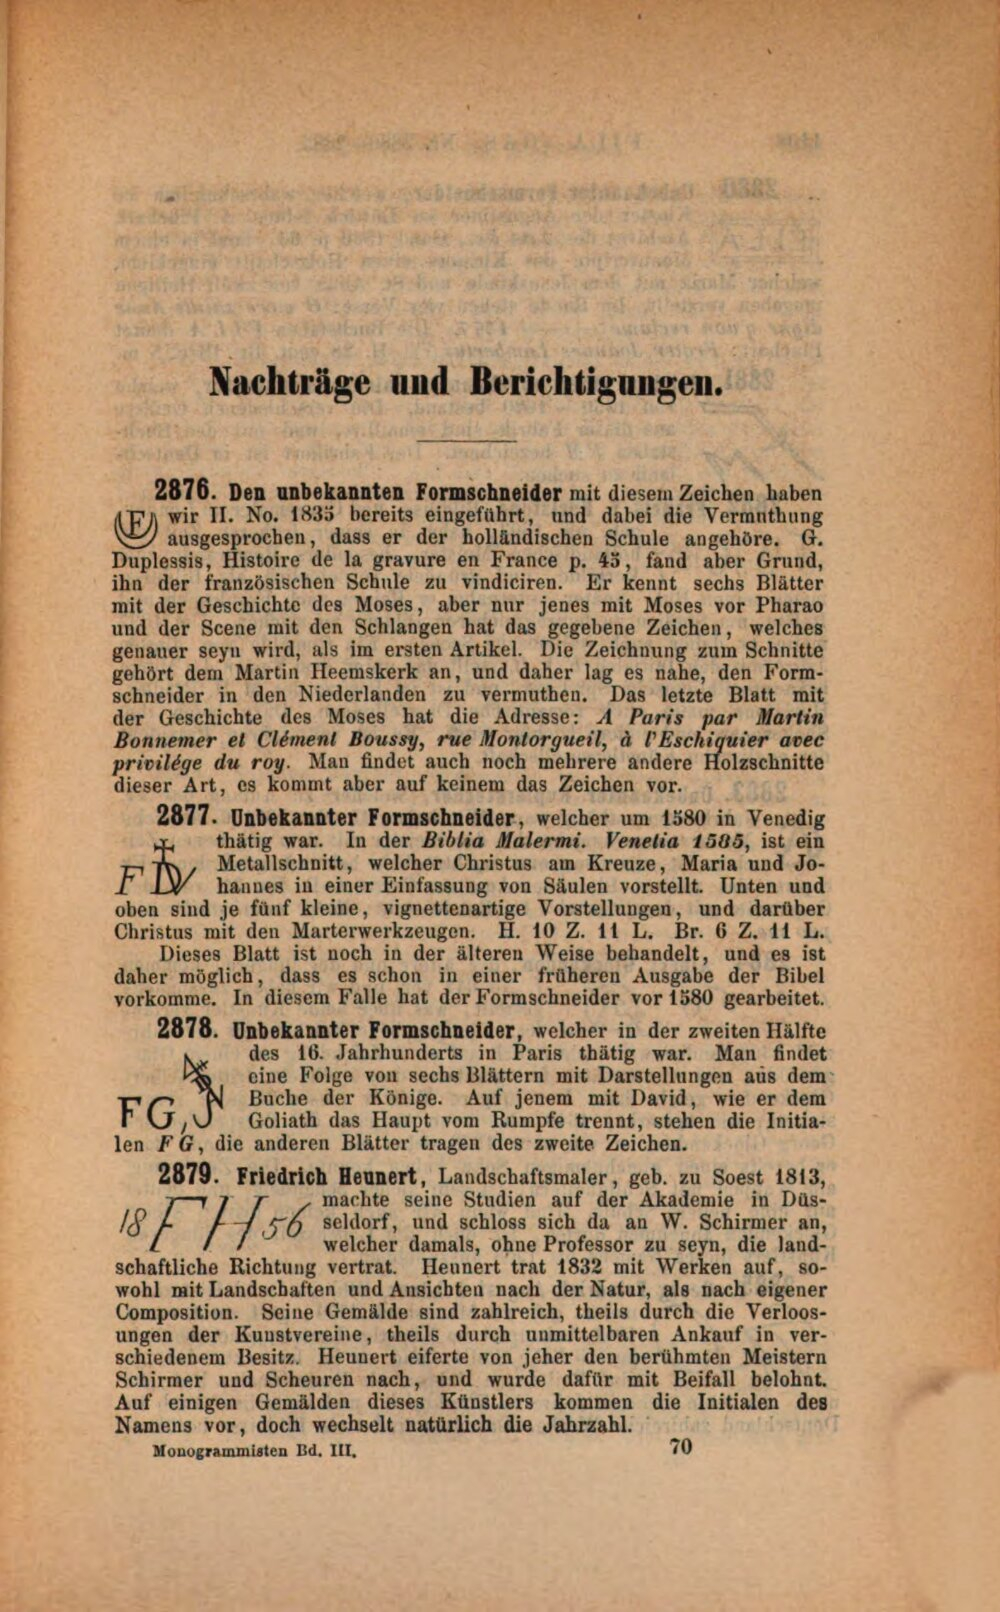 Nachträge und Berichtigungen.
2876. Den unbekannten Formschneider mit diesem Zeichen haben
wir II. No. 1835 bereits eingeführt, und dabei die Vermuthung
ausgesprochen, dass er der holländischen Schule angehöre. G.
Duplessis, Histoire de la gravure en France p. 45, fand aber Grund,
ihn der französischen Schule zu vindiciren. Er kennt sechs Blätter
mit der Geschichte des Moses, aber nur jenes mit Moses vor Pharao
und der Scene mit den Schlangen hat das gegebene Zeichen, welches
genauer seyn wird, als im ersten Artikel. Die Zeichnung zum Schnitte
gehört dem Martin Heemskerk an, und daher lag es nahe, den Form-
schneider in den Niederlanden zu vermuthen. Das letzte Blatt mit
der Geschichte des Moses hat die Adresse: A Paris par Martin
Bonnemer et Clément Boussy, rue Montorgueil, à l'Eschiquier avec
privilége du roy. Man findet auch noch mehrere andere Holzschnitte
dieser Art, es kommt aber auf keinem das Zeichen vor.
2877. Unbekannter Formschneider, welcher um 1580 in Venedig
thätig war. In der Biblia Malermi. Venetia 1585, ist ein
Metallschnitt, welcher Christus am Kreuze, Maria und Jo-
hannes in einer Einfassung von Säulen vorstellt. Unten und
oben sind je fünf kleine, vignettenartige Vorstellungen, und darüber
Christus mit den Marterwerkzeugen. H. 10 Z. 11 L. Br. 6 Z. 11 L.
Dieses Blatt ist noch in der älteren Weise behandelt, und es ist
daher möglich, dass es schon in einer früheren Ausgabe der Bibel
vorkomme. In diesem Falle hat der Formschneider vor 1580 gearbeitet.
2878. Unbekannter Formschneider, welcher in der zweiten Hälfte
des 16. Jahrhunderts in Paris thätig war. Man findet
eine Folge von sechs Blättern mit Darstellungen aus dem
FG, Buche der Könige. Auf jenem mit David, wie er dem
Goliath das Haupt vom Rumpfe trennt, stehen die Initia-
len F G, die anderen Blätter tragen des zweite Zeichen.
2879. Friedrich Heunert, Landschaftsmaler, geb. zu Soest 1813,
18 F H 56 machte seine Studien auf der Akademie in Düs-
seldorf, und schloss sich da an W. Schirmer an,
welcher damals, ohne Professor zu seyn, die land-
schaftliche Richtung vertrat. Heunert trat 1832 mit Werken auf, so-
wohl mit Landschaften und Ansichten nach der Natur, als nach eigener
Composition. Seine Gemälde sind zahlreich, theils durch die Verloos-
ungen der Kunstvereine, theils durch unmittelbaren Ankauf in ver-
schiedenem Besitz. Heunert eiferte von jeher den berühmten Meistern
Schirmer und Scheuren nach, und wurde dafür mit Beifall belohnt.
Auf einigen Gemälden dieses Künstlers kommen die Initialen des
Namens vor, doch wechselt natürlich die Jahrzahl.
Monogrammisten Bd. III. 70